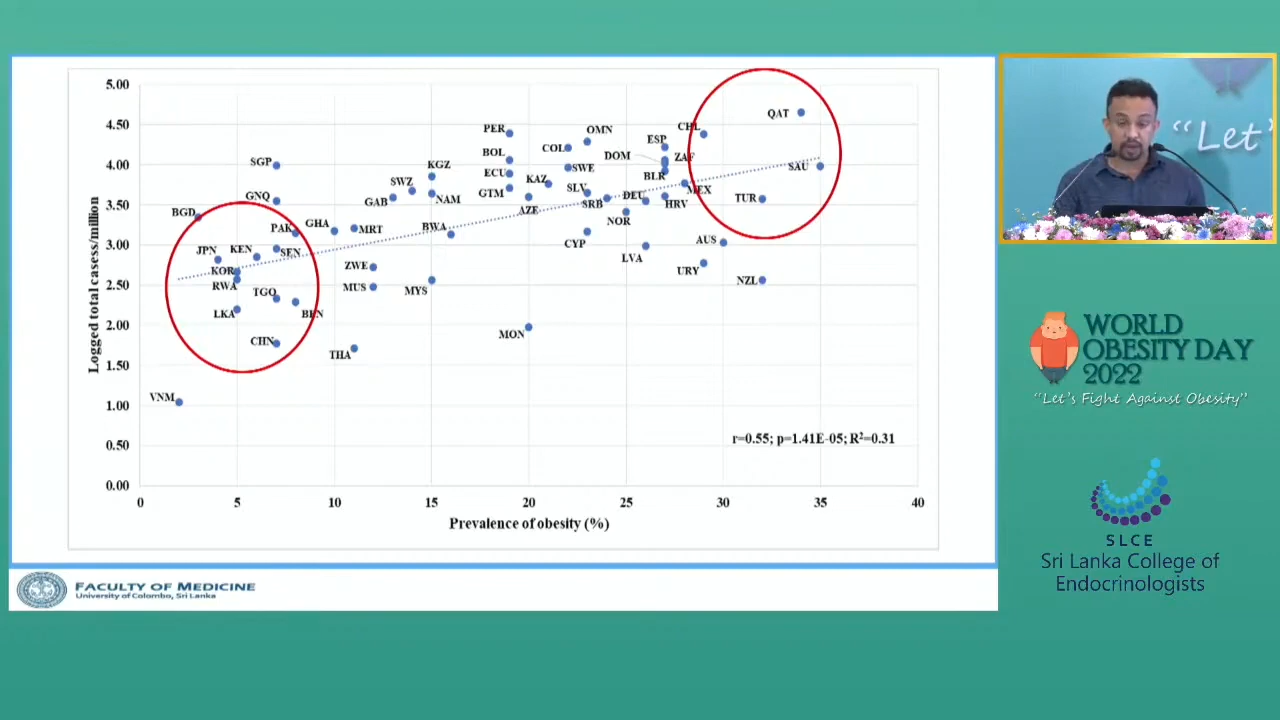 5.00
4.50
4.00
3.50
3.00
2.50
2.00
1.50
1.00
0.50
0.00
Logged total cases/million
0 5 10 15 20 25 30 35 40
Prevalence of obesity (%)
QAT
CHL
PER
OMN
ESP
BOL
COL
DOM
ZAF
SGP
KGZ
ECU
SWE
BLR
SAU
SWZ
KAZ
GNQ
GAB
NAM
GTM
SLV
DEU
MEX
TUR
BGD
AZE
SRB
HRV
PAK
GHA
MRT
BWA
NOR
JPN
KEN
SEN
CYP
AUS
KOR
ZWE
LVA
RWA
TGO
MUS
MYS
URY
NZL
LKA
BEN
CHN
THA
MON
VNM
r=0.55; p=1.41E-05; R²=0.31
FACULTY OF MEDICINE
University of Colombo, Sri Lanka
"Let'
WORLD
OBESITY DAY
2022
"Let's Fight Against Obesity"
SLCE
Sri Lanka College of
Endocrinologists